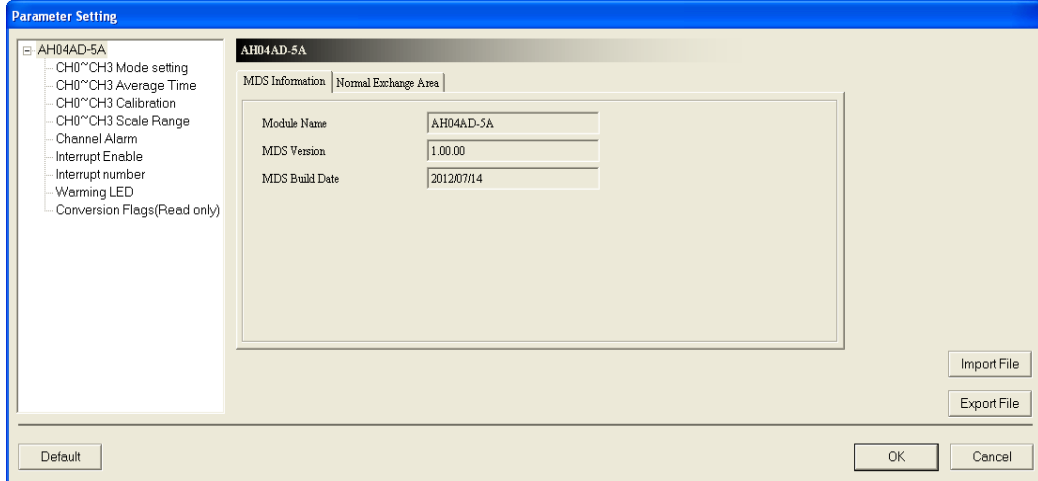 Parameter Setting
AH04AD-5A
CH0~CH3 Mode setting
CH0~CH3 Average Time
CH0~CH3 Calibration
CH0~CH3 Scale Range
Channel Alarm
Interrupt Enable
Interrupt number
Warming LED
Conversion Flags(Read only)
AH04AD-5A
MDS Information Normal Exchange Area
Module Name AH04AD-5A
MDS Version 1.00.00
MDS Build Date 2012/07/14
Import File
Export File
Default OK Cancel